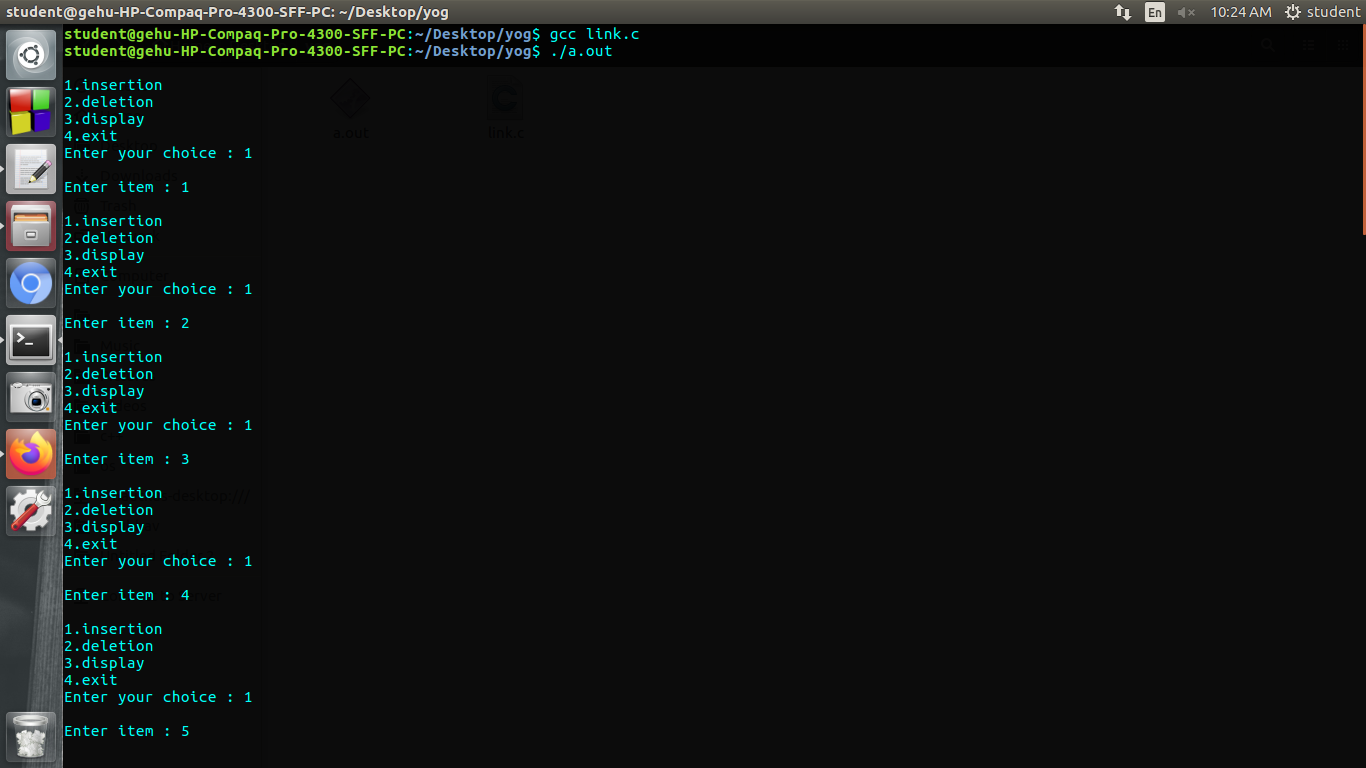 student@gehu-HP-Compaq-Pro-4300-SFF-PC: ~/Desktop/yog
En
10:24 AM
student
student@gehu-HP-Compaq-Pro-4300-SFF-PC:~/Desktop/yog$ gcc link.c
student@gehu-HP-Compaq-Pro-4300-SFF-PC:~/Desktop/yog$ ./a.out
1.insertion
2.deletion
3.display
4.exit
Enter your choice : 1
Enter item : 1
1.insertion
2.deletion
3.display
4.exit
Enter your choice : 1
Enter item : 2
1.insertion
2.deletion
3.display
4.exit
Enter your choice : 1
Enter item : 3
1.insertion
2.deletion
3.display
4.exit
Enter your choice : 1
Enter item : 4
1.insertion
2.deletion
3.display
4.exit
Enter your choice : 1
Enter item : 5
a.out
link.c